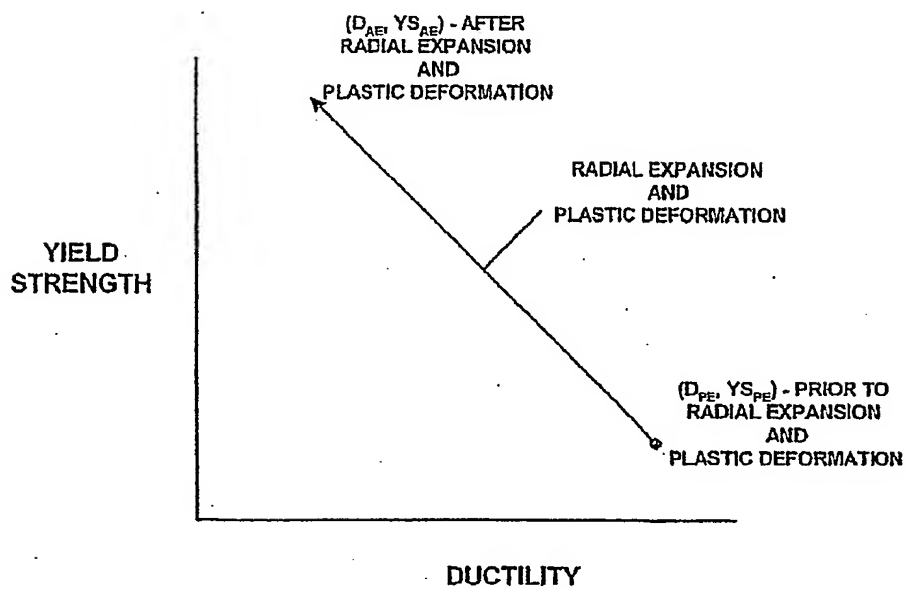 (D_AE, YS_AE) - AFTER
RADIAL EXPANSION
AND
PLASTIC DEFORMATION
RADIAL EXPANSION
AND
PLASTIC DEFORMATION
YIELD
STRENGTH
(D_PE, YS_PE) - PRIOR TO
RADIAL EXPANSION
AND
PLASTIC DEFORMATION
DUCTILITY